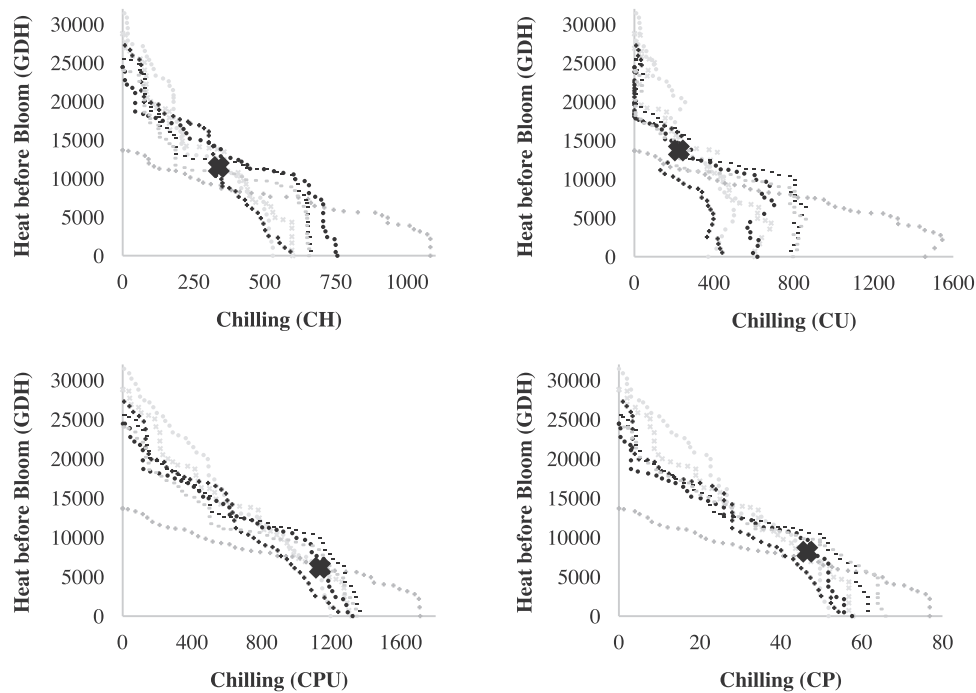 Heat before Bloom (GDH)
30000
25000
20000
15000
10000
5000
0
0 250 500 750 1000
Chilling (CH)
Heat before Bloom (GDH)
30000
25000
20000
15000
10000
5000
0
0 400 800 1200 1600
Chilling (CU)
Heat before Bloom (GDH)
30000
25000
20000
15000
10000
5000
0
0 400 800 1200 1600
Chilling (CPU)
Heat before Bloom (GDH)
30000
25000
20000
15000
10000
5000
0
0 20 40 60 80
Chilling (CP)